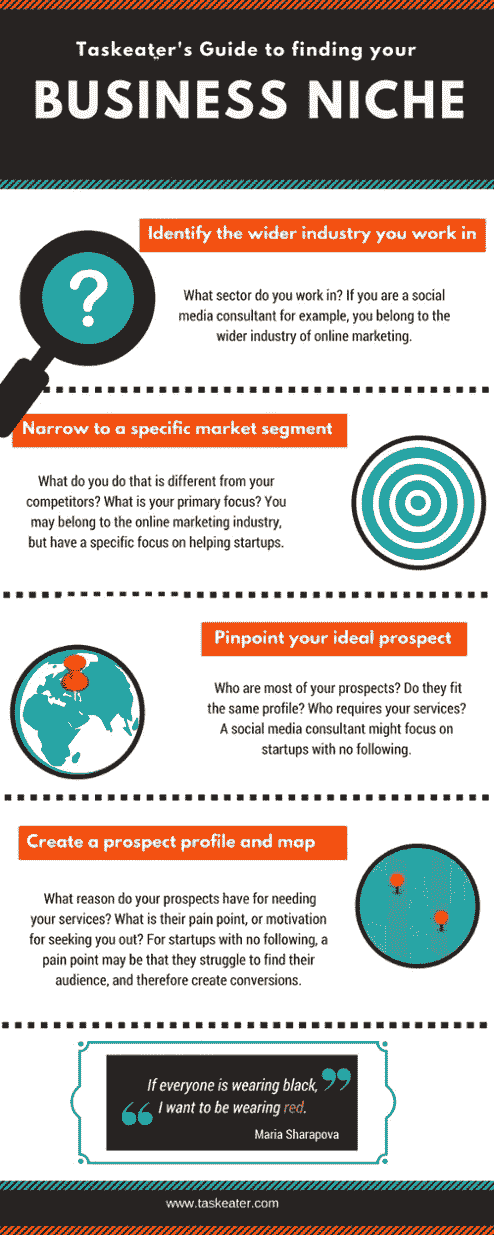 Taskeater's Guide to finding your
BUSINESS NICHE
?
Identify the wider industry you work in
What sector do you work in? If you are a social
media consultant for example, you belong to the
wider industry of online marketing.
Narrow to a specific market segment
What do you do that is different from your
competitors? What is your primary focus? You
may belong to the online marketing industry,
but have a specific focus on helping startups.
Pinpoint your ideal prospect
Who are most of your prospects? Do they fit
the same profile? Who requires your services?
A social media consultant might focus on
startups with no following.
Create a prospect profile and map
What reason do your prospects have for needing
your services? What is their pain point, or motivation
for seeking you out? For startups with no following, a
pain point may be that they struggle to find their
audience, and therefore create conversions.
If everyone is wearing black, ”
“ I want to be wearing red.
Maria Sharapova
www.taskeater.com